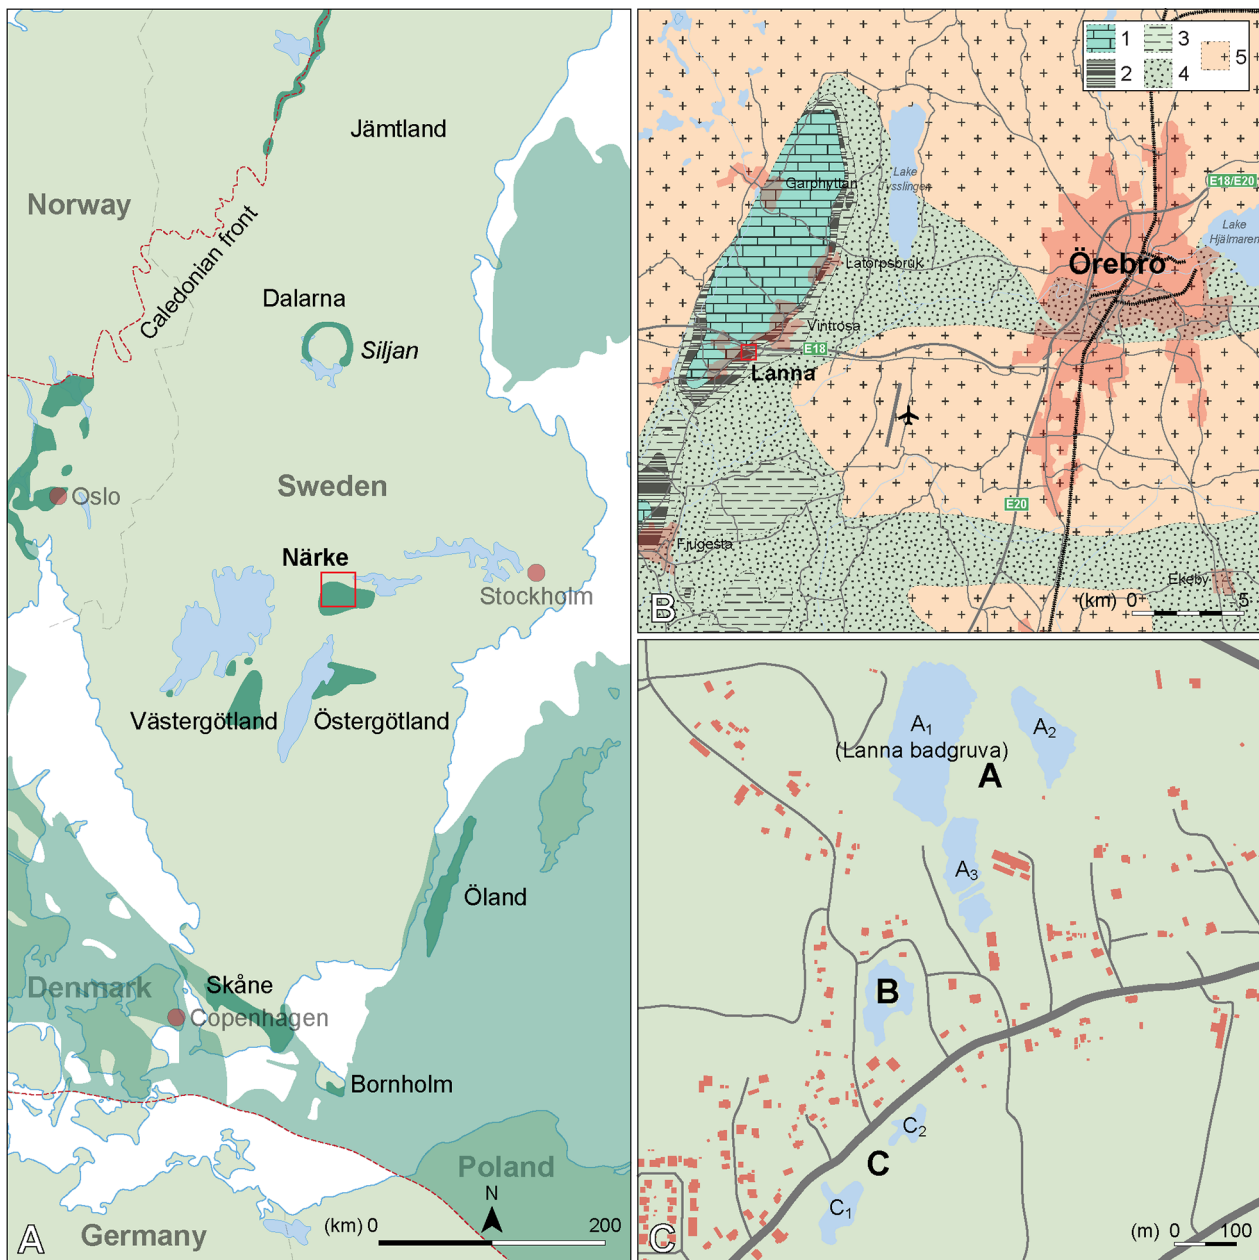 Jämtland
Norway
Caledonian front
Dalarna
Siljan
Oslo
Sweden
Närke
Stockholm
Västergötland
Östergötland
Öland
Skåne
Denmark
Copenhagen
Bornholm
Poland
N
(km) 0 200
Germany
A
1
2
3
4
5
Garphyttan
Lake
Tysslingen
E18/E20
Lake
Hjälmaren
Latorpsbruk
Örebro
Vintrosa
E18
Lanna
E20
Fjugesta
Ekeby
(km) 0 5
B
A1
(Lanna badgruva)
A2
A
A3
B
C2
C
C1
(m) 0 100
C